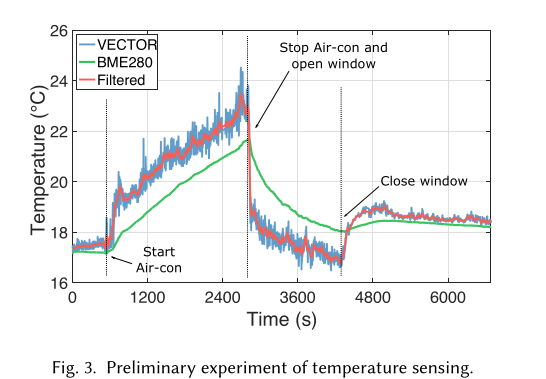 26
24
22
20
18
16
Temperature (°C)
VECTOR
BME280
Filtered
Stop Air-con and
open window
Close window
Start
Air-con
0
1200
2400
3600
4800
6000
Time (s)
Fig. 3. Preliminary experiment of temperature sensing.